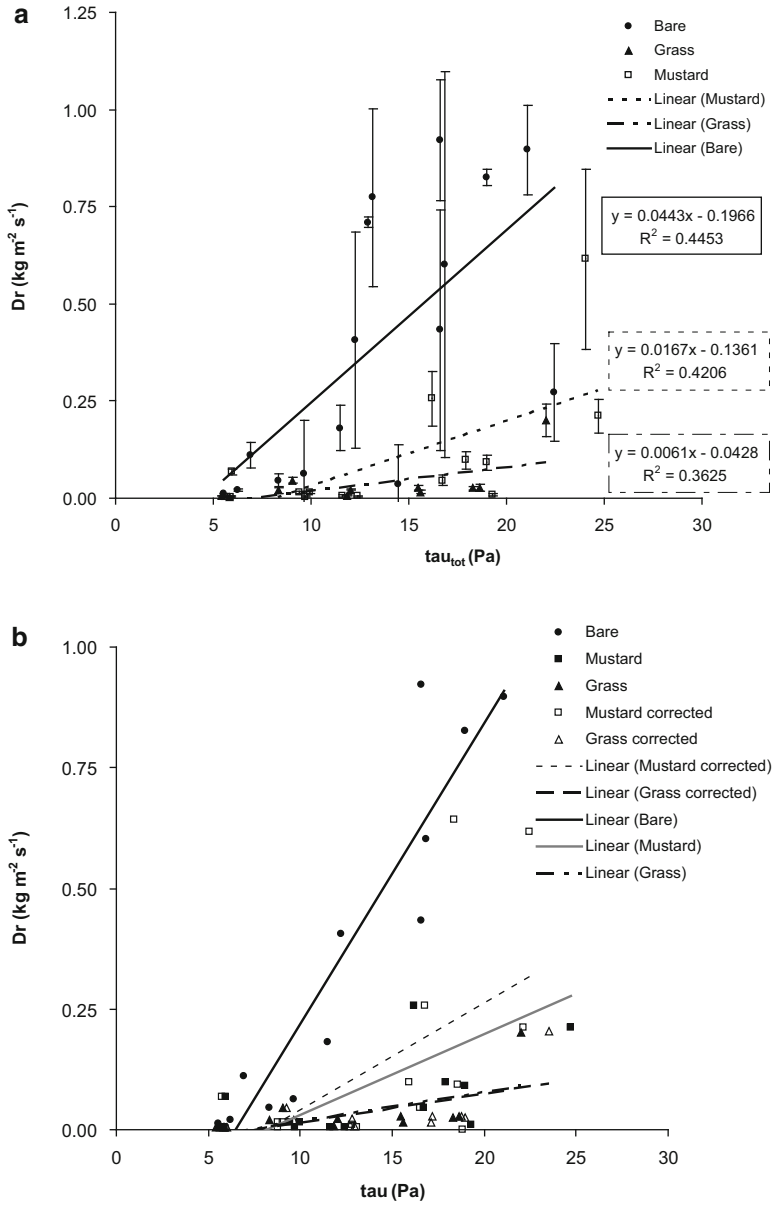 a
Bare
Grass
Mustard
Linear (Mustard)
Linear (Grass)
Linear (Bare)
1.25
1.00
0.75
0.50
0.25
0.00
Dr (kg m⁻² s⁻¹)
y = 0.0443x - 0.1966
R² = 0.4453
y = 0.0167x - 0.1361
R² = 0.4206
y = 0.0061x - 0.0428
R² = 0.3625
0 5 10 15 20 25 30
tau_tot (Pa)
b
Bare
Mustard
Grass
Mustard corrected
Grass corrected
Linear (Mustard corrected)
Linear (Grass corrected)
Linear (Bare)
Linear (Mustard)
Linear (Grass)
1.00
0.75
0.50
0.25
0.00
Dr (kg m⁻² s⁻¹)
0 5 10 15 20 25 30
tau (Pa)